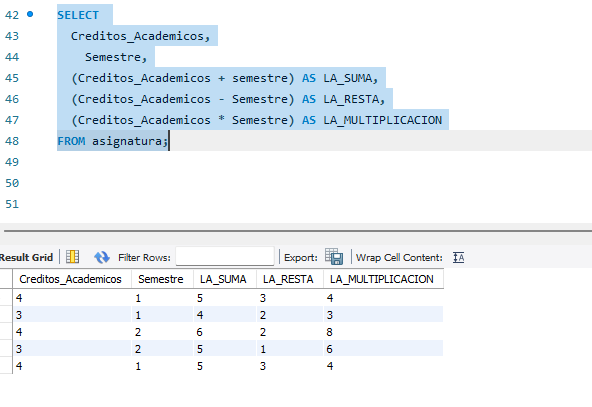 42 SELECT
43 Creditos_Academicos,
44 Semestre,
45 (Creditos_Academicos + semestre) AS LA_SUMA,
46 (Creditos_Academicos - Semestre) AS LA_RESTA,
47 (Creditos_Academicos * Semestre) AS LA_MULTIPLICACION
48 FROM asignatura;
49
50
51
Result Grid Filter Rows: Export: Wrap Cell Content:
Creditos_Academicos Semestre LA_SUMA LA_RESTA LA_MULTIPLICACION
4 1 5 3 4
3 1 4 2 3
4 2 6 2 8
3 2 5 1 6
4 1 5 3 4